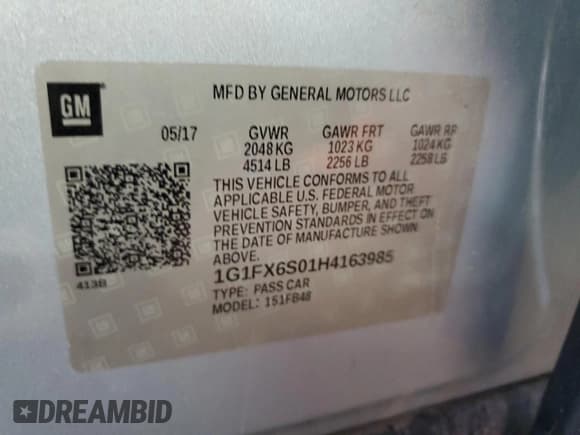 GM
MFD BY GENERAL MOTORS LLC
05/17 GVWR GAWR FRT GAWR RR
2048 KG 1023 KG 1024 KG
4514 LB 2256 LB 2258 LB
THIS VEHICLE CONFORMS TO ALL
APPLICABLE U.S. FEDERAL MOTOR
VEHICLE SAFETY, BUMPER, AND THEFT
PREVENTION STANDARDS IN EFFECT ON
THE DATE OF MANUFACTURE SHOWN
ABOVE.
413B
1G1FX6S01H4163985
TYPE: PASS CAR
MODEL: 1S1FB48
DREAMBID